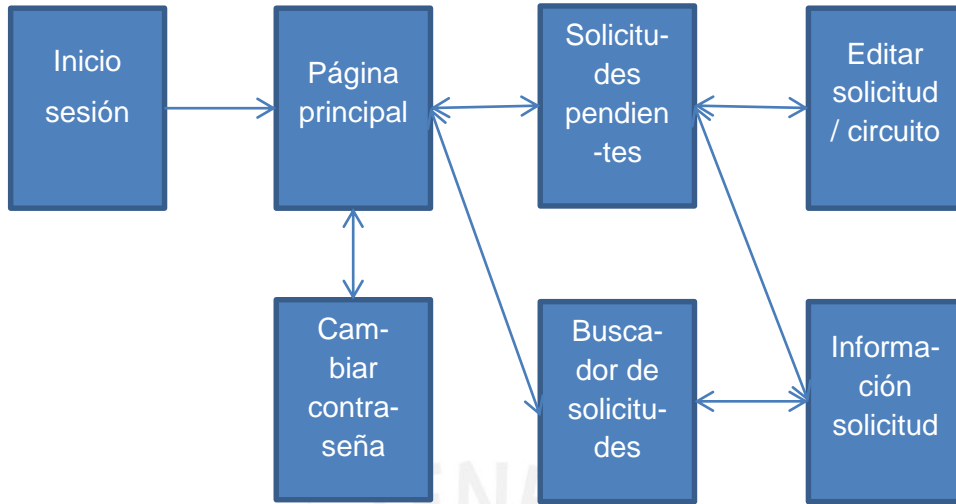 Inicio
sesión
Página
principal
Solicitu-
des
pendien
-tes
Editar
solicitud
/ circuito
Cam-
biar
contra-
seña
Busca-
dor de
solicitu-
des
Informa-
ción
solicitud